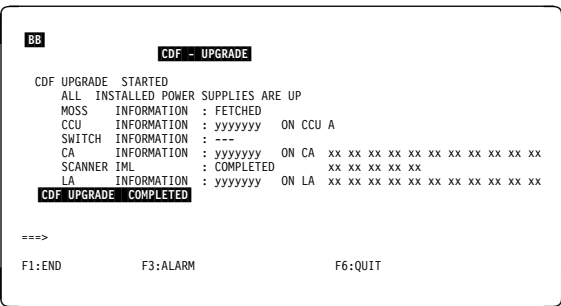 BB
CDF - UPGRADE
CDF UPGRADE STARTED
ALL INSTALLED POWER SUPPLIES ARE UP
MOSS INFORMATION : FETCHED
CCU INFORMATION : yyyyyyy ON CCU A
SWITCH INFORMATION : ---
CA INFORMATION : yyyyyyy ON CA xx xx xx xx xx xx xx xx xx xx xx
SCANNER IML : COMPLETED xx xx xx xx xx
LA INFORMATION : yyyyyyy ON LA xx xx xx xx xx xx xx xx xx xx xx
CDF UPGRADE COMPLETED
===>
F1:END F3:ALARM F6:QUIT